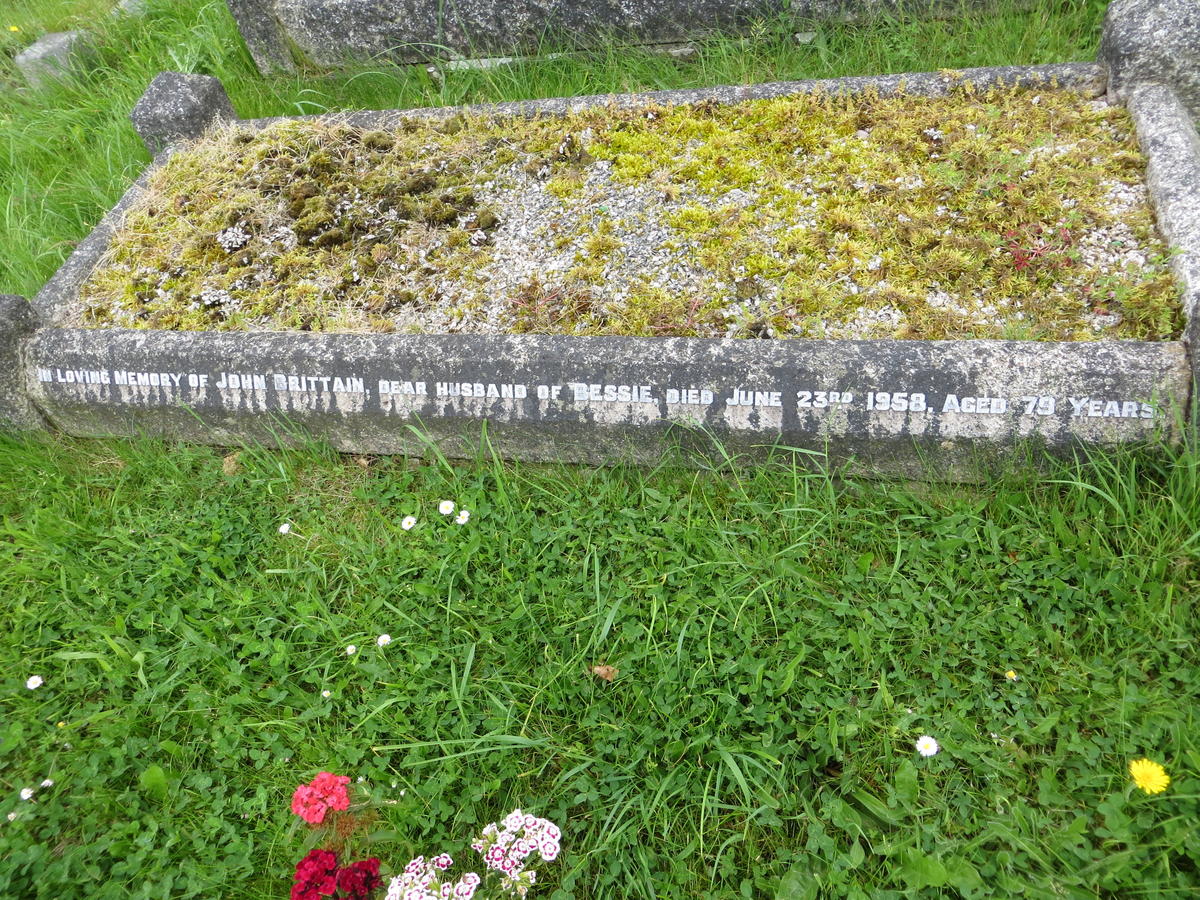 IN LOVING MEMORY OF JOHN BRITTAIN, DEAR HUSBAND OF BESSIE, DIED JUNE 23RD 1958, AGED 79 YEARS.